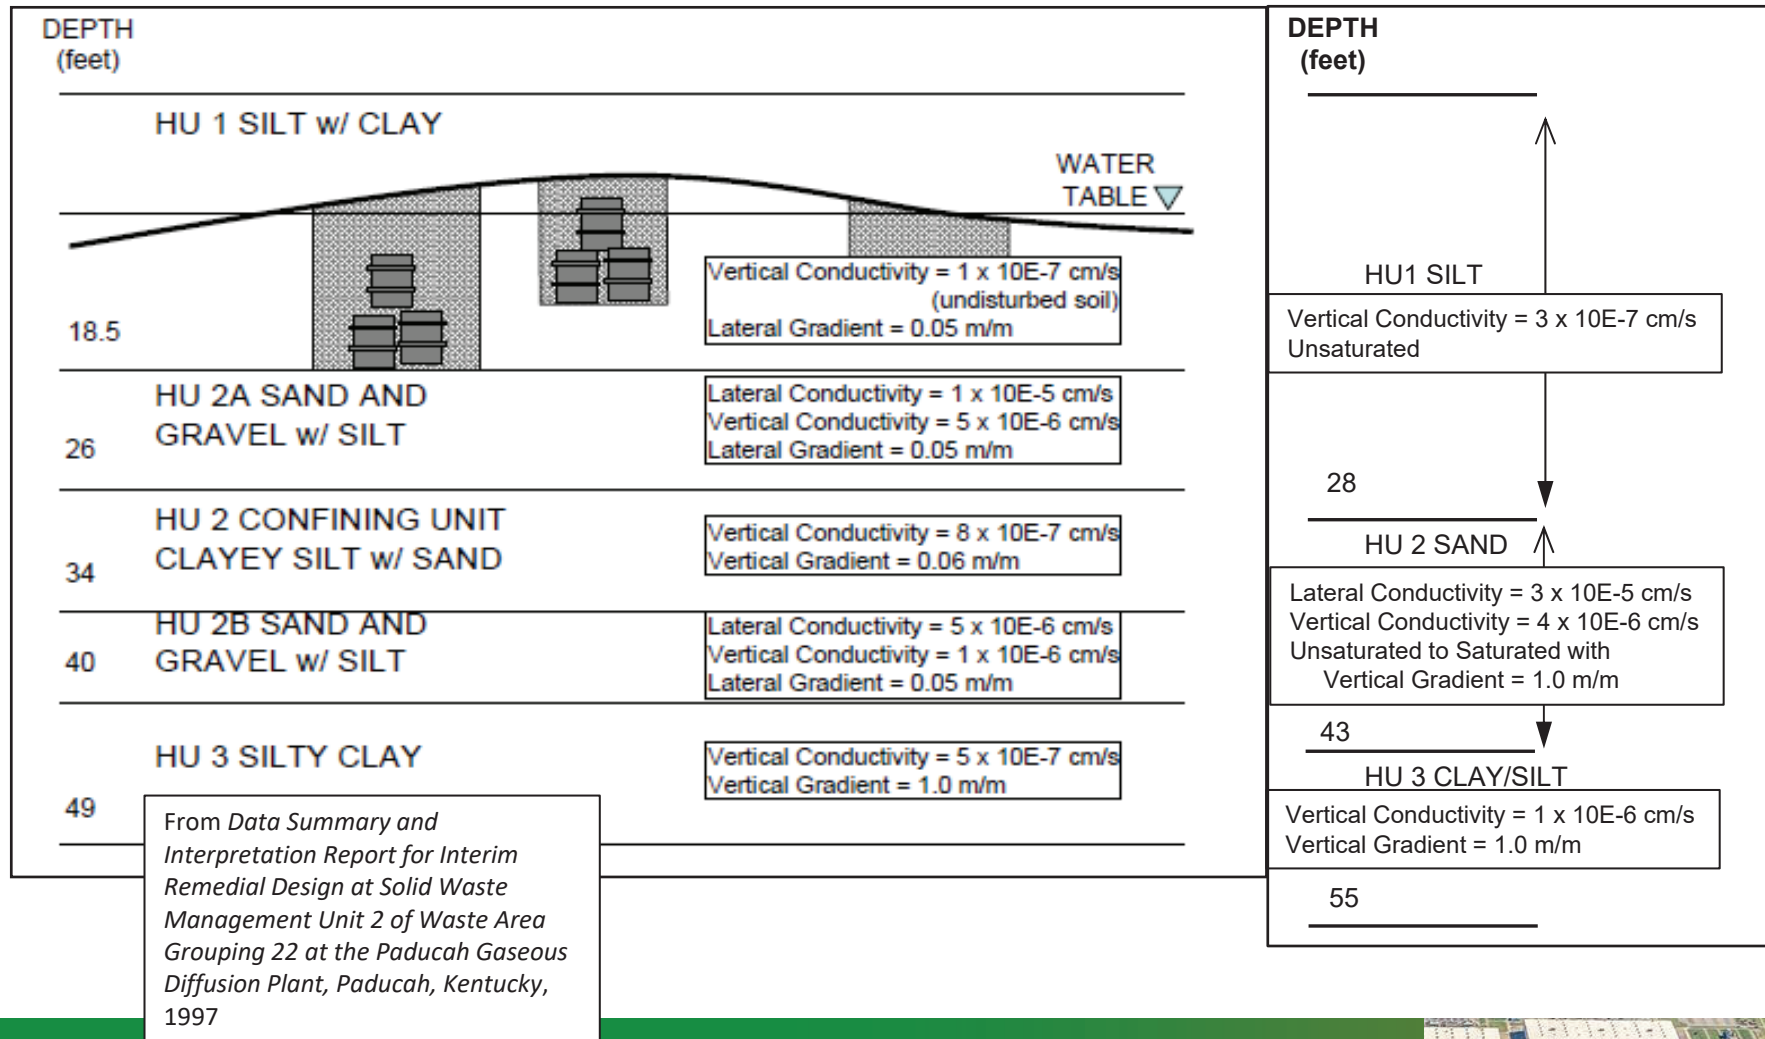 DEPTH
(feet)
HU 1 SILT w/ CLAY
WATER
TABLE
Vertical Conductivity = 1 x 10E-7 cm/s
(undisturbed soil)
Lateral Gradient = 0.05 m/m
18.5
HU 2A SAND AND
GRAVEL w/ SILT
Lateral Conductivity = 1 x 10E-5 cm/s
Vertical Conductivity = 5 x 10E-6 cm/s
Lateral Gradient = 0.05 m/m
26
HU 2 CONFINING UNIT
CLAYEY SILT w/ SAND
Vertical Conductivity = 8 x 10E-7 cm/s
Vertical Gradient = 0.06 m/m
34
HU 2B SAND AND
GRAVEL w/ SILT
Lateral Conductivity = 5 x 10E-6 cm/s
Vertical Conductivity = 1 x 10E-6 cm/s
Lateral Gradient = 0.05 m/m
40
HU 3 SILTY CLAY
Vertical Conductivity = 5 x 10E-7 cm/s
Vertical Gradient = 1.0 m/m
49
From Data Summary and
Interpretation Report for Interim
Remedial Design at Solid Waste
Management Unit 2 of Waste Area
Grouping 22 at the Paducah Gaseous
Diffusion Plant, Paducah, Kentucky,
1997
DEPTH
(feet)
HU1 SILT
Vertical Conductivity = 3 x 10E-7 cm/s
Unsaturated
28
HU 2 SAND
Lateral Conductivity = 3 x 10E-5 cm/s
Vertical Conductivity = 4 x 10E-6 cm/s
Unsaturated to Saturated with
Vertical Gradient = 1.0 m/m
43
HU 3 CLAY/SILT
Vertical Conductivity = 1 x 10E-6 cm/s
Vertical Gradient = 1.0 m/m
55